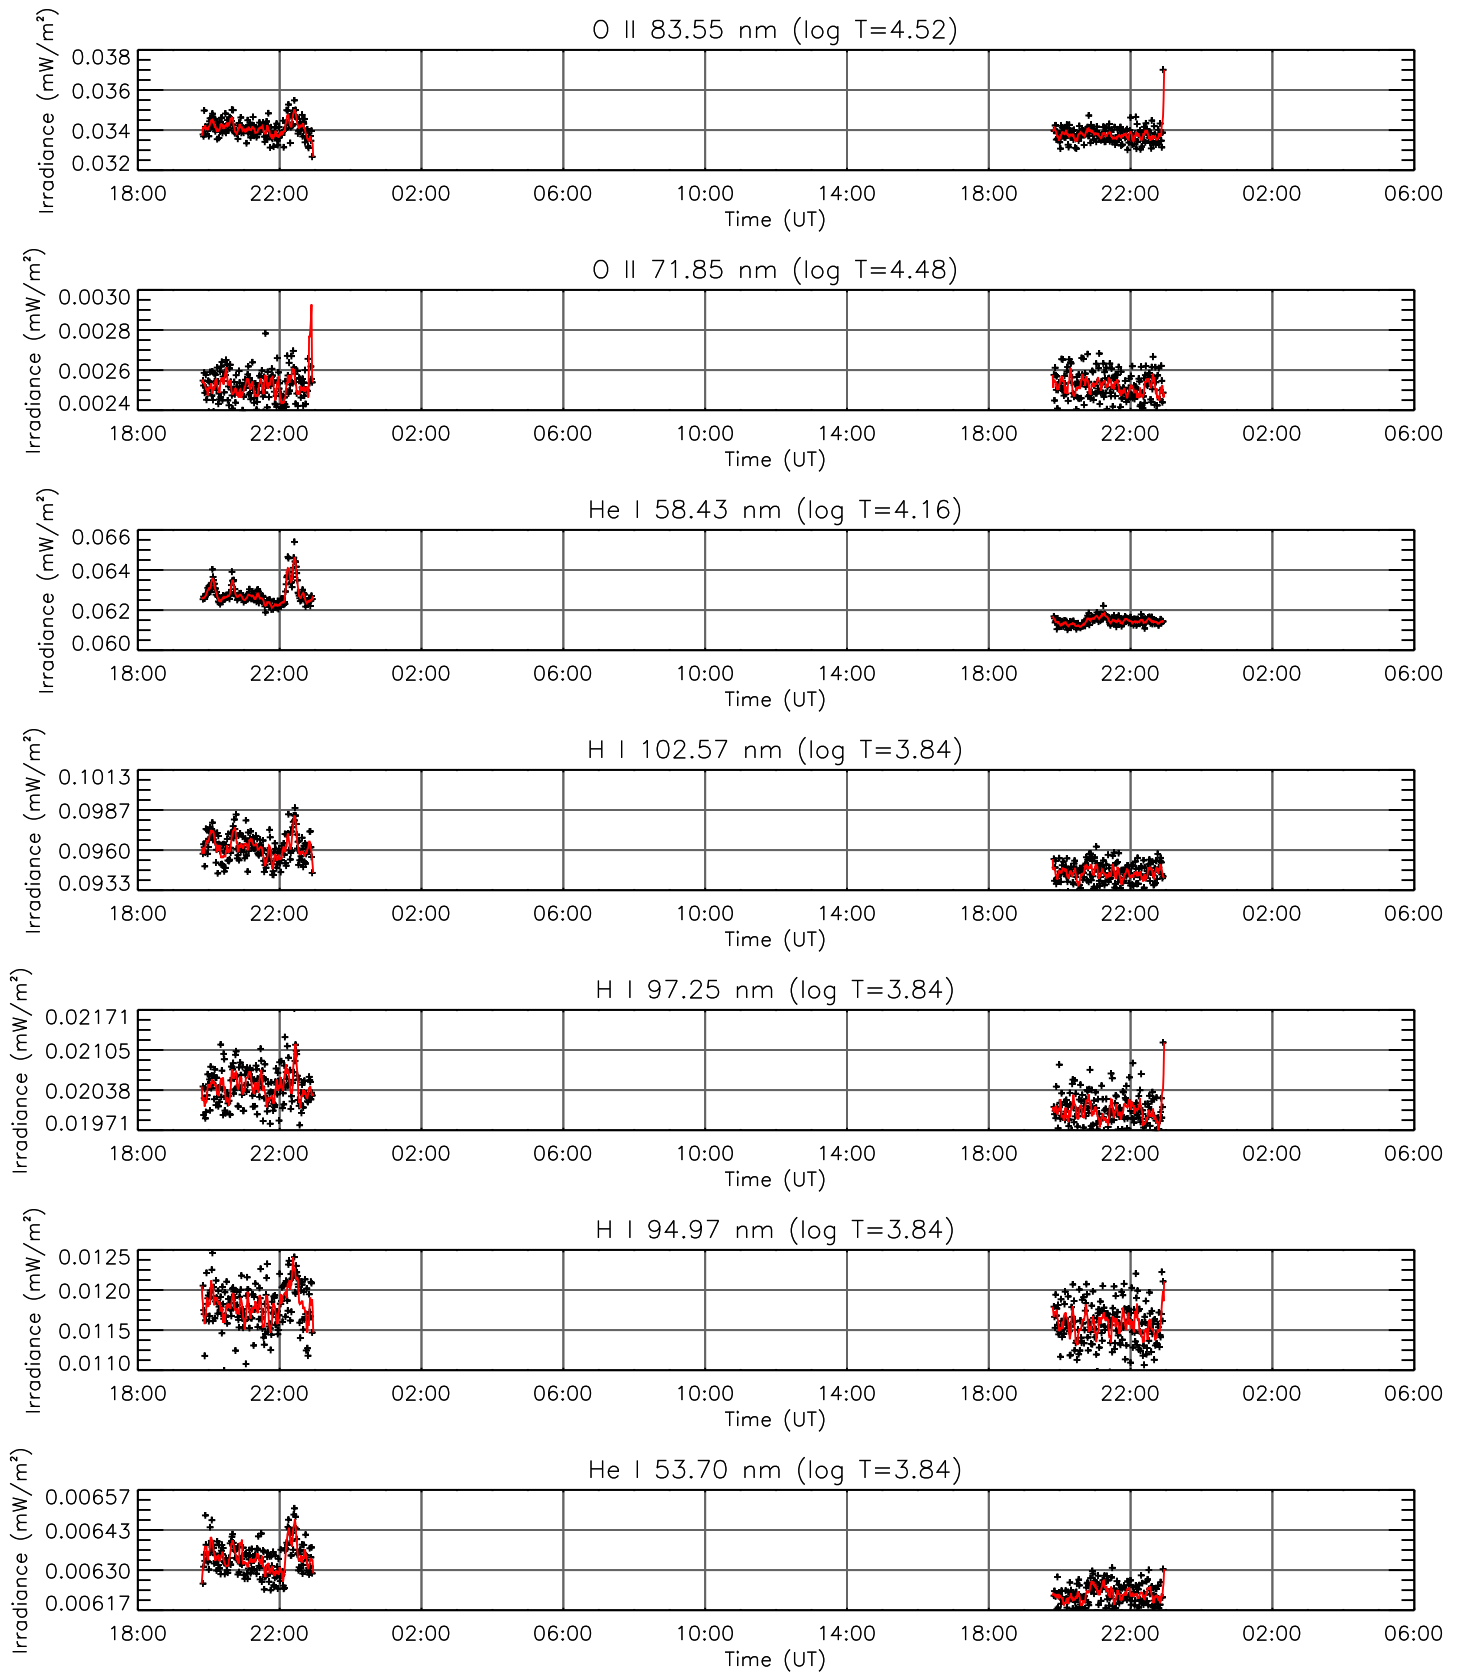 O II 83.55 nm (log T=4.52)
Irradiance (mW/m²)
0.038
0.036
0.034
0.032
18:00 22:00 02:00 06:00 10:00 14:00 18:00 22:00 02:00 06:00
Time (UT)
O II 71.85 nm (log T=4.48)
Irradiance (mW/m²)
0.0030
0.0028
0.0026
0.0024
18:00 22:00 02:00 06:00 10:00 14:00 18:00 22:00 02:00 06:00
Time (UT)
He I 58.43 nm (log T=4.16)
Irradiance (mW/m²)
0.066
0.064
0.062
0.060
18:00 22:00 02:00 06:00 10:00 14:00 18:00 22:00 02:00 06:00
Time (UT)
H I 102.57 nm (log T=3.84)
Irradiance (mW/m²)
0.1013
0.0987
0.0960
0.0933
18:00 22:00 02:00 06:00 10:00 14:00 18:00 22:00 02:00 06:00
Time (UT)
H I 97.25 nm (log T=3.84)
Irradiance (mW/m²)
0.02171
0.02105
0.02038
0.01971
18:00 22:00 02:00 06:00 10:00 14:00 18:00 22:00 02:00 06:00
Time (UT)
H I 94.97 nm (log T=3.84)
Irradiance (mW/m²)
0.0125
0.0120
0.0115
0.0110
18:00 22:00 02:00 06:00 10:00 14:00 18:00 22:00 02:00 06:00
Time (UT)
He I 53.70 nm (log T=3.84)
Irradiance (mW/m²)
0.00657
0.00643
0.00630
0.00617
18:00 22:00 02:00 06:00 10:00 14:00 18:00 22:00 02:00 06:00
Time (UT)